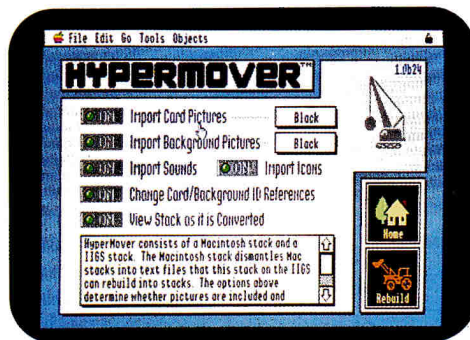 File Edit Go Tools Objects
HYPERMOVER™
1.0b24
ON Import Card Pictures Black
ON Import Background Pictures Black
ON Import Sounds ON Import Icons
ON Change Card/Background ID References
ON View Stack as it is Converted
HyperMover consists of a Macintosh stack and a
IIGS stack. The Macintosh stack dismantles Mac
stacks into text files that this stack on the IIGS
can rebuild into stacks. The options above
determine whether pictures are included and
Home
Rebuild